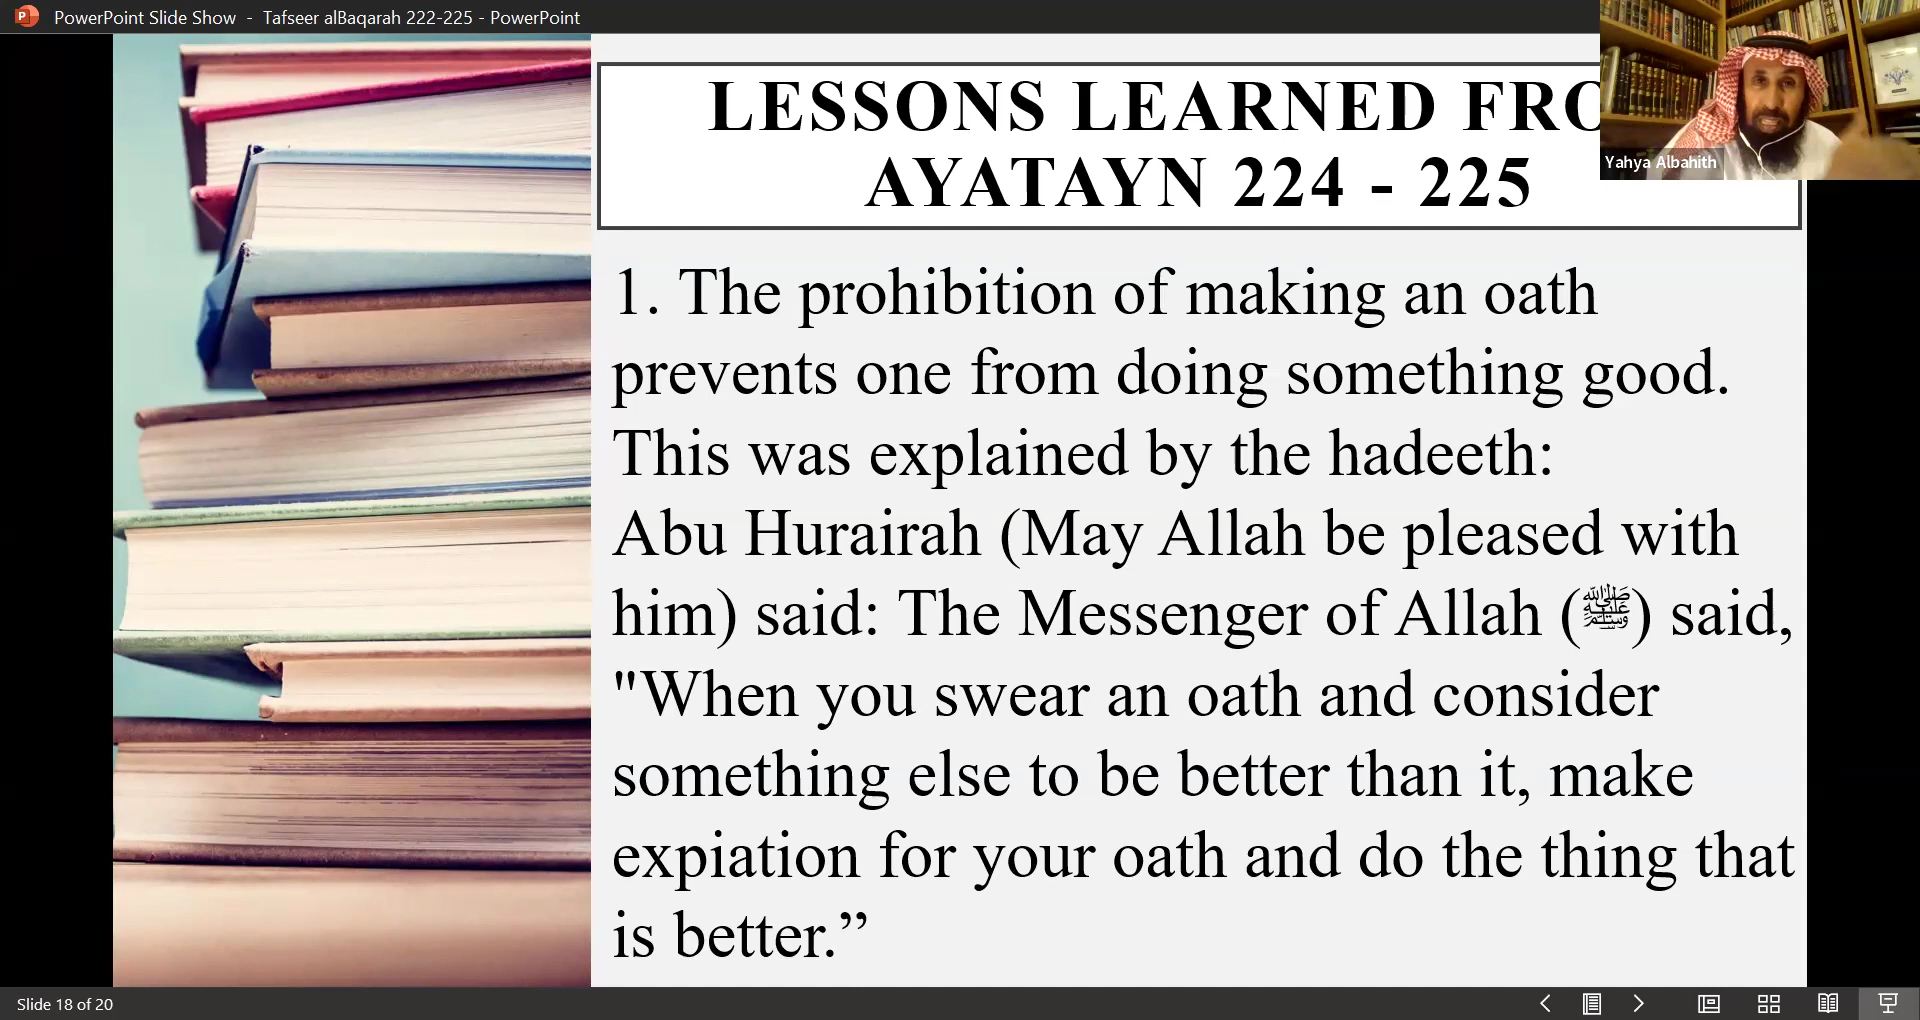 PowerPoint Slide Show - Tafseer alBaqarah 222-225 - PowerPoint
LESSONS LEARNED FRO
AYATAYN 224 - 225
Yahya Albahith
1. The prohibition of making an oath
prevents one from doing something good.
This was explained by the hadeeth:
Abu Hurairah (May Allah be pleased with
him) said: The Messenger of Allah (ﷺ) said,
"When you swear an oath and consider
something else to be better than it, make
expiation for your oath and do the thing that
is better.”
Slide 18 of 20